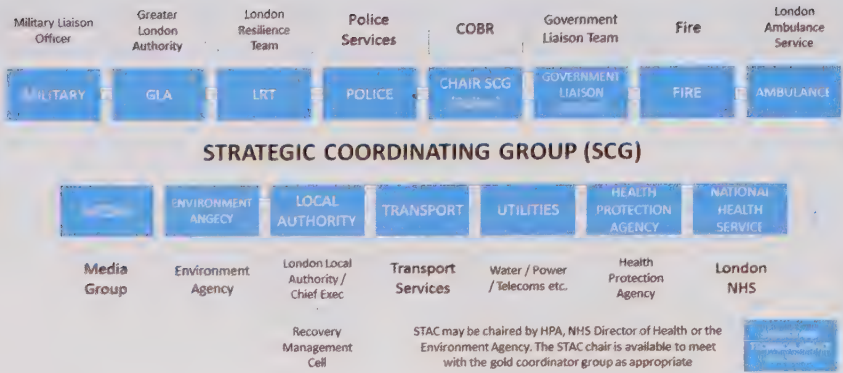 Military Liaison
Officer
Greater
London
Authority
London
Resilience
Team
Police
Services
COBR
Government
Liaison Team
Fire
London
Ambulance
Service
MILITARY
GLA
LRT
POLICE
CHAIR SCG
GOVERNMENT
LIAISON
FIRE
AMBULANCE
STRATEGIC COORDINATING GROUP (SCG)
ENVIRONMENT
ANGECY
LOCAL
AUTHORITY
TRANSPORT
UTILITIES
HEALTH
PROTECTION
AGENCY
NATIONAL
HEALTH
SERVICE
Media
Group
Environment
Agency
London Local
Authority /
Chief Exec
Transport
Services
Water / Power
/ Telecoms etc.
Health
Protection
Agency
London
NHS
Recovery
Management
Cell
STAC may be chaired by HPA, NHS Director of Health or the
Environment Agency. The STAC chair is available to meet
with the gold coordinator group as appropriate